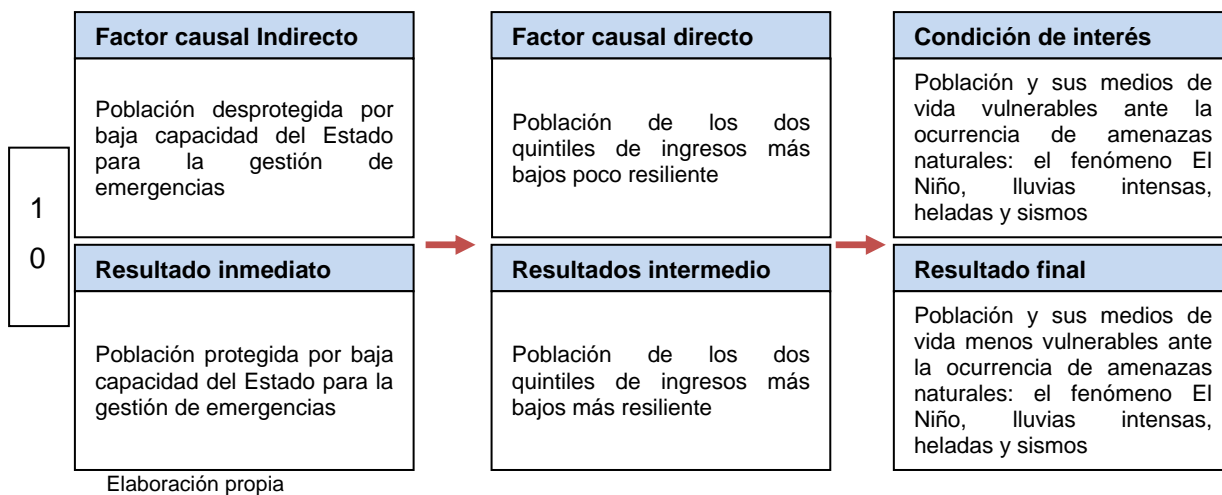 1
0
Factor causal Indirecto
Población desprotegida por
baja capacidad del Estado
para la gestión de
emergencias
Resultado inmediato
Población protegida por baja
capacidad del Estado para la
gestión de emergencias
Factor causal directo
Población de los dos
quintiles de ingresos más
bajos poco resiliente
Resultados intermedio
Población de los dos
quintiles de ingresos más
bajos más resiliente
Condición de interés
Población y sus medios de
vida vulnerables ante la
ocurrencia de amenazas
naturales: el fenómeno El
Niño, lluvias intensas,
heladas y sismos
Resultado final
Población y sus medios de
vida menos vulnerables ante
la ocurrencia de amenazas
naturales: el fenómeno El
Niño, lluvias intensas,
heladas y sismos
Elaboración propia